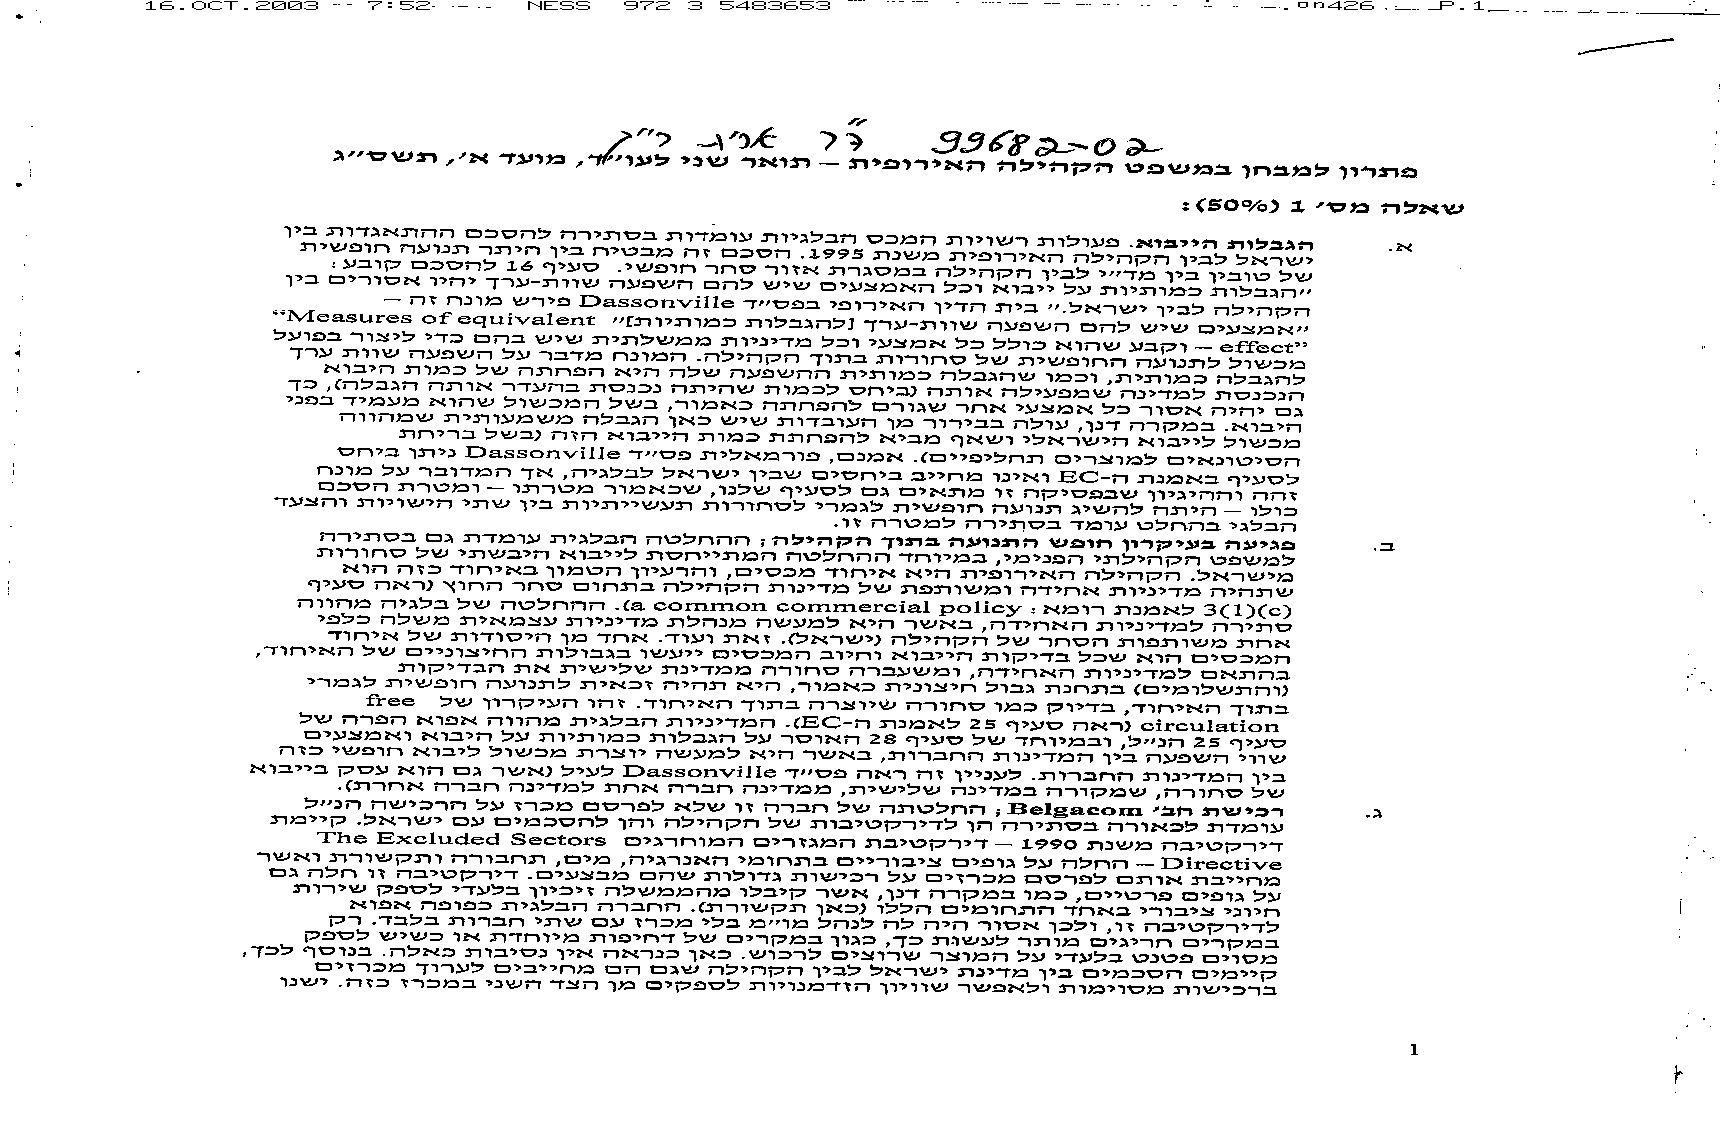 16.OCT.2003 7:52 NESS 972 3 5483653 P.1
99682-02 ד"ר אריה רייך
פתרון למבחן במשפט הקהילה האירופית – תואר שני לעו"ד, מועד א', תשס"ג
שאלה מס' 1 (50%):
א. הגבלות הייבוא. פעולות רשויות המכס הבלגיות עומדות בסתירה להסכם ההתאגדות בין
ישראל לבין הקהילה האירופית משנת 1995. הסכם זה מבטיח בין היתר תנועה חופשית
של טובין בין מד"י לבין הקהילה במסגרת אזור סחר חופשי. סעיף 16 להסכם קובע:
"הגבלות כמותיות על ייבוא וכל האמצעים שיש להם השפעה שוות-ערך יהיו אסורים בין
הקהילה לבין ישראל." בית הדין האירופי בפס"ד Dassonville פירש מונח זה –
"אמצעים שיש להם השפעה שוות-ערך [להגבלות כמותיות]" "Measures of equivalent
effect" – וקבע שהוא כולל כל אמצעי וכל מדיניות ממשלתית שיש בהם כדי ליצור בפועל
מכשול לתנועה החופשית של סחורות בתוך הקהילה. המונח מדבר על השפעה שוות ערך
להגבלה כמותית, וכמו שהגבלה כמותית ההשפעה שלה היא הפחתה של כמות היבוא
הנכנסת למדינה שמפעילה אותה (ביחס לכמות שהיתה נכנסת בהעדר אותה הגבלה), כך
גם יהיה אסור כל אמצעי אחר שגורם להפחתה כאמור, בשל המכשול שהוא מעמיד בפני
היבוא. במקרה דנן, עולה בבירור מן העובדות שיש כאן הגבלה משמעותית שמהווה
מכשול לייבוא הישראלי ושאף מביא להפחתת כמות הייבוא הזה (בשל בריחת
הסיטונאים למוצרים תחליפיים). אמנם, פורמאלית פס"ד Dassonville ניתן ביחס
לסעיף באמנת ה-EC ואינו מחייב ביחסים שבין ישראל לבלגיה, אך המדובר על מונח
זהה וההיגיון שבפסיקה זו מתאים גם לסעיף שלנו, שכאמור מטרתו – ומטרת הסכם
כולו – היתה להשיג תנועה חופשית לגמרי לסחורות תעשייתיות בין שתי הישויות והצעד
הבלגי בהחלט עומד בסתירה למטרה זו.
ב. פגיעה בעיקרון חופש התנועה בתוך הקהילה; ההחלטה הבלגית עומדת גם בסתירה
למשפט הקהילתי הפנימי, במיוחד ההחלטה המתייחסת לייבוא היבשתי של סחורות
מישראל. הקהילה האירופית היא איחוד מכסים, והרעיון הטמון באיחוד כזה הוא
שתהיה מדיניות אחידה ומשותפת של מדינות הקהילה בתחום סחר החוץ (ראה סעיף
3(1)(c) לאמנת רומא: a common commercial policy). ההחלטה של בלגיה מהווה
סתירה למדיניות האחידה, באשר היא למעשה מנהלת מדיניות עצמאית משלה כלפי
אחת משותפות הסחר של הקהילה (ישראל). זאת ועוד. אחד מן היסודות של איחוד
המכסים הוא שכל בדיקות הייבוא וחיוב המכסים ייעשו בגבולות החיצוניים של האיחוד,
בהתאם למדיניות האחידה, ומשעברה סחורה ממדינת שלישית את הבדיקות
(והתשלומים) בתחנת גבול חיצונית כאמור, היא תהיה זכאית לתנועה חופשית לגמרי
בתוך האיחוד, בדיוק כמו סחורה שיוצרה בתוך האיחוד. זהו העיקרון של free
circulation (ראה סעיף 25 לאמנת ה-EC). המדיניות הבלגית מהווה אפוא הפרה של
סעיף 25 הנ"ל, ובמיוחד של סעיף 28 האוסר על הגבלות כמותיות על היבוא ואמצעים
שווי השפעה בין המדינות החברות, באשר היא למעשה יוצרת מכשול ליבוא חופשי כזה
בין המדינות החברות. לעניין זה ראה פס"ד Dassonville לעיל (אשר גם הוא עסק בייבוא
של סחורה, שמקורה במדינה שלישית, ממדינה חברה אחת למדינה חברה אחרת).
ג. רכישת חב' Belgacom; החלטתה של חברה זו שלא לפרסם מכרז על הרכישה הנ"ל
עומדת לכאורה בסתירה הן לדירקטיבות של הקהילה והן להסכמים עם ישראל. קיימת
דירקטיבה משנת 1990 – דירקטיבת המגזרים המוחרגים The Excluded Sectors
Directive – החלה על גופים ציבוריים בתחומי האנרגיה, מים, תחבורה ותקשורת ואשר
מחייבת אותם לפרסם מכרזים על רכישות גדולות שהם מבצעים. דירקטיבה זו חלה גם
על גופים פרטיים, כמו במקרה דנן, אשר קיבלו מהממשלה זיכיון בלעדי לספק שירות
חיוני ציבורי באחד התחומים הללו (כאן תקשורת). החברה הבלגית כפופה אפוא
לדירקטיבה זו, ולכן אסור היה לה לנהל מו"מ בלי מכרז עם שתי חברות בלבד. רק
במקרים חריגים מותר לעשות כך, כגון במקרים של דחיפות מיוחדת או כשיש לספק
מסוים פטנט בלעדי על המוצר שרוצים לרכוש. כאן כנראה אין נסיבות כאלה. בנוסף לכך,
קיימים הסכמים בין מדינת ישראל לבין הקהילה שגם הם מחייבים לערוך מכרזים
ברכישות מסוימות ולאפשר שוויון הזדמנויות לספקים מן הצד השני במכרז כזה. ישנו
1